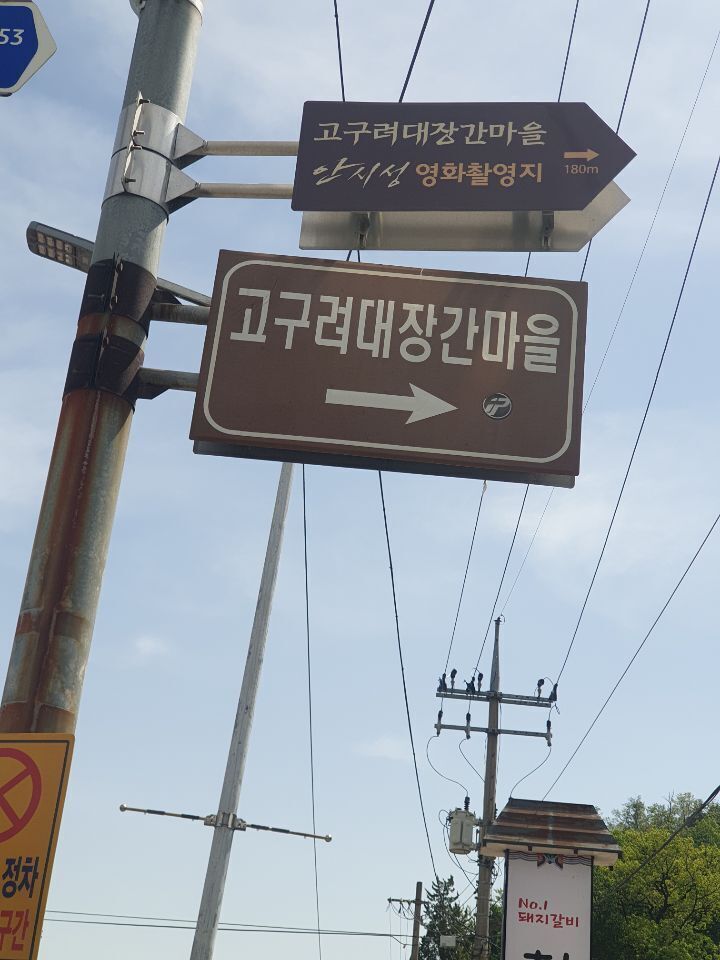 53
고구려대장간마을
안시성 영화촬영지
180m
고구려대장간마을
정차
구간
No.1
돼지갈비